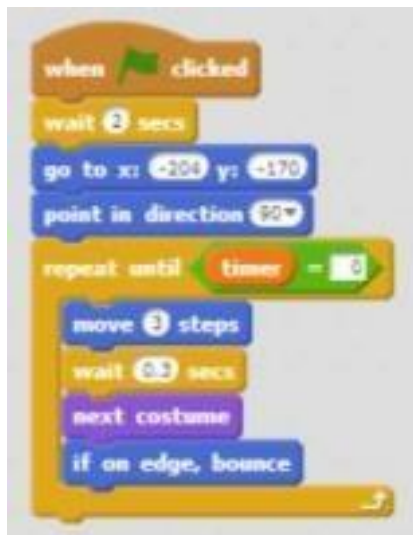 when clicked
wait 2 secs
go to x: -204 y: -170
point in direction 90
repeat until timer = 0
move 3 steps
wait secs
next costume
if on edge, bounce